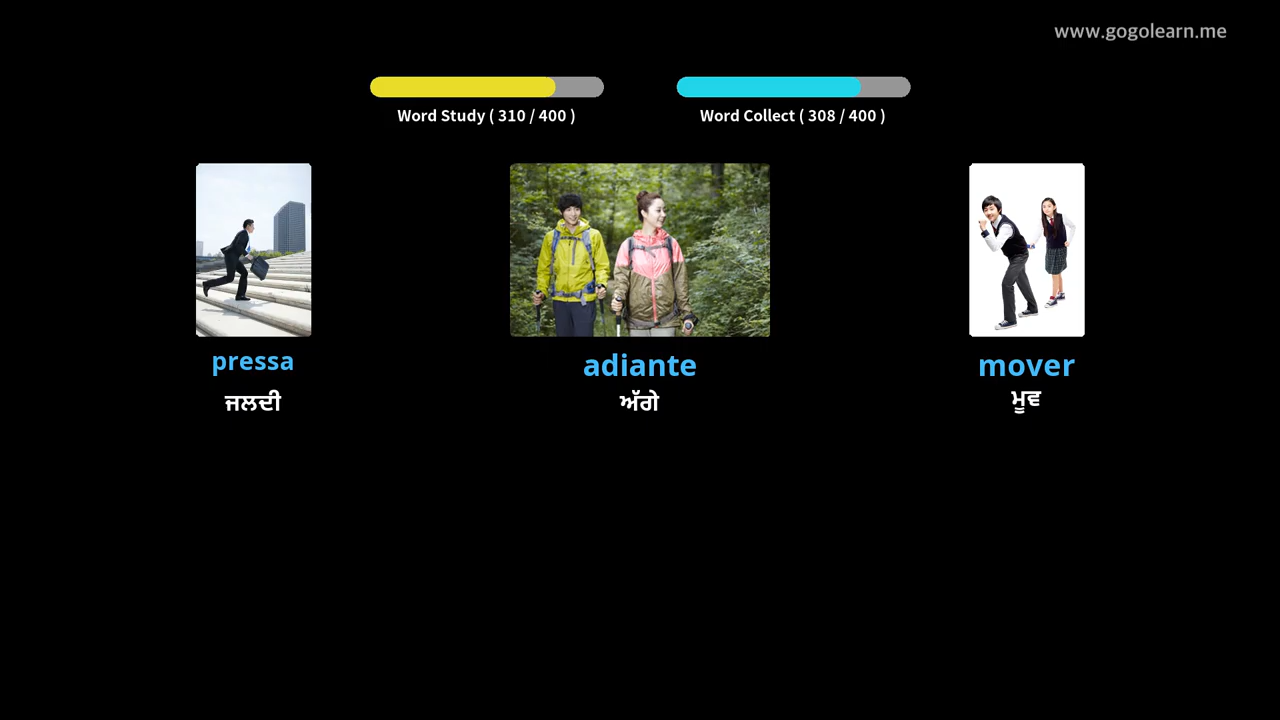 www.gogolearn.me
Word Study ( 310 / 400 )
Word Collect ( 308 / 400 )
pressa
adiante
mover
ਜਲਦੀ
ਅੱਗੇ
ਮੂਵ